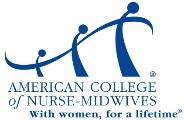 AMERICAN COLLEGE
of NURSE-MIDWIVES
With women, for a lifetime®